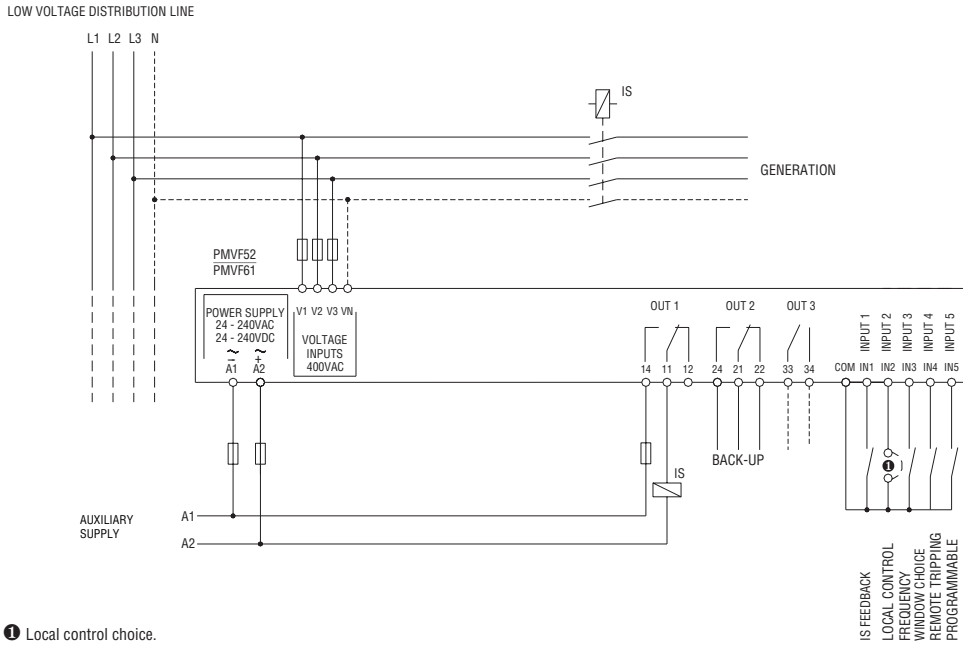 LOW VOLTAGE DISTRIBUTION LINE
L1 L2 L3 N
IS
GENERATION
PMVF52
PMVF61
POWER SUPPLY
24 - 240VAC
24 - 240VDC
~ ~
– +
A1 A2
V1 V2 V3 VN
VOLTAGE
INPUTS
400VAC
OUT 1
OUT 2
OUT 3
INPUT 1
INPUT 2
INPUT 3
INPUT 4
INPUT 5
14 11 12 24 21 22 33 34 COM IN1 IN2 IN3 IN4 IN5
BACK-UP
1
IS
AUXILIARY
SUPPLY
A1
A2
IS FEEDBACK
LOCAL CONTROL
FREQUENCY
WINDOW CHOICE
REMOTE TRIPPING
PROGRAMMABLE
❶ Local control choice.